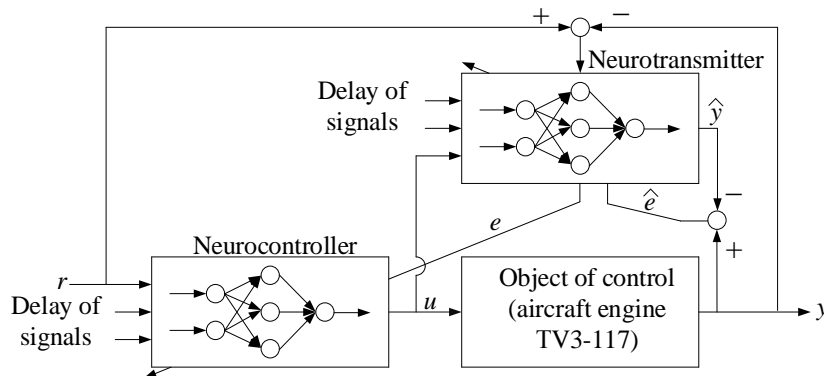 +
−
Neurotransmitter
Delay of
signals
ŷ
−
ê
e
+
Neurocontroller
r
Delay of
signals
u
Object of control
(aircraft engine
TV3-117)
y